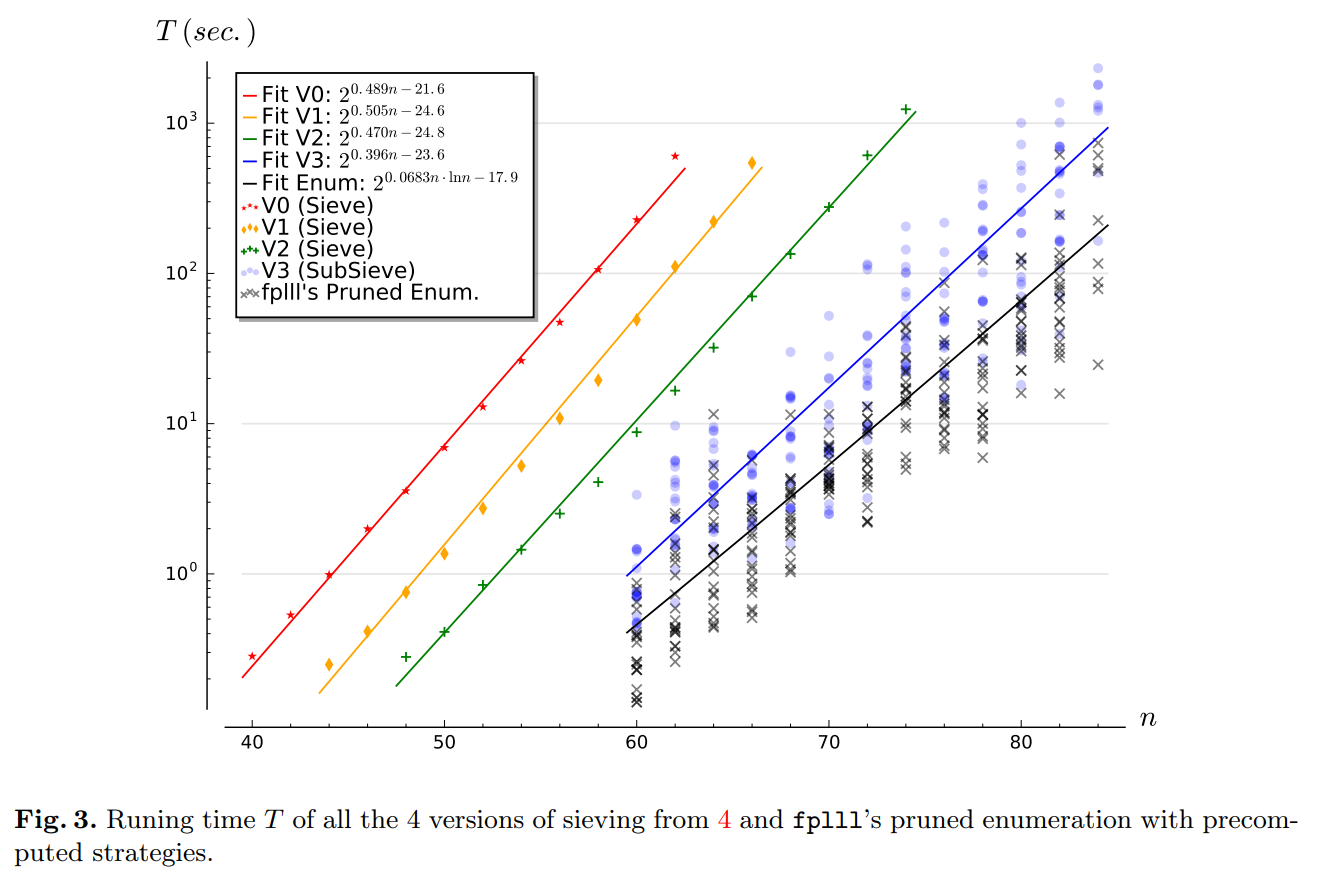 T (sec.)
Fit V0: 2^{0.489n−21.6}
Fit V1: 2^{0.505n−24.6}
Fit V2: 2^{0.470n−24.8}
Fit V3: 2^{0.396n−23.6}
Fit Enum: 2^{0.0683n·lnn−17.9}
V0 (Sieve)
V1 (Sieve)
V2 (Sieve)
V3 (SubSieve)
fplll's Pruned Enum.
10^3
10^2
10^1
10^0
n
40 50 60 70 80
Fig. 3. Runing time T of all the 4 versions of sieving from 4 and fplll's pruned enumeration with precom-
puted strategies.